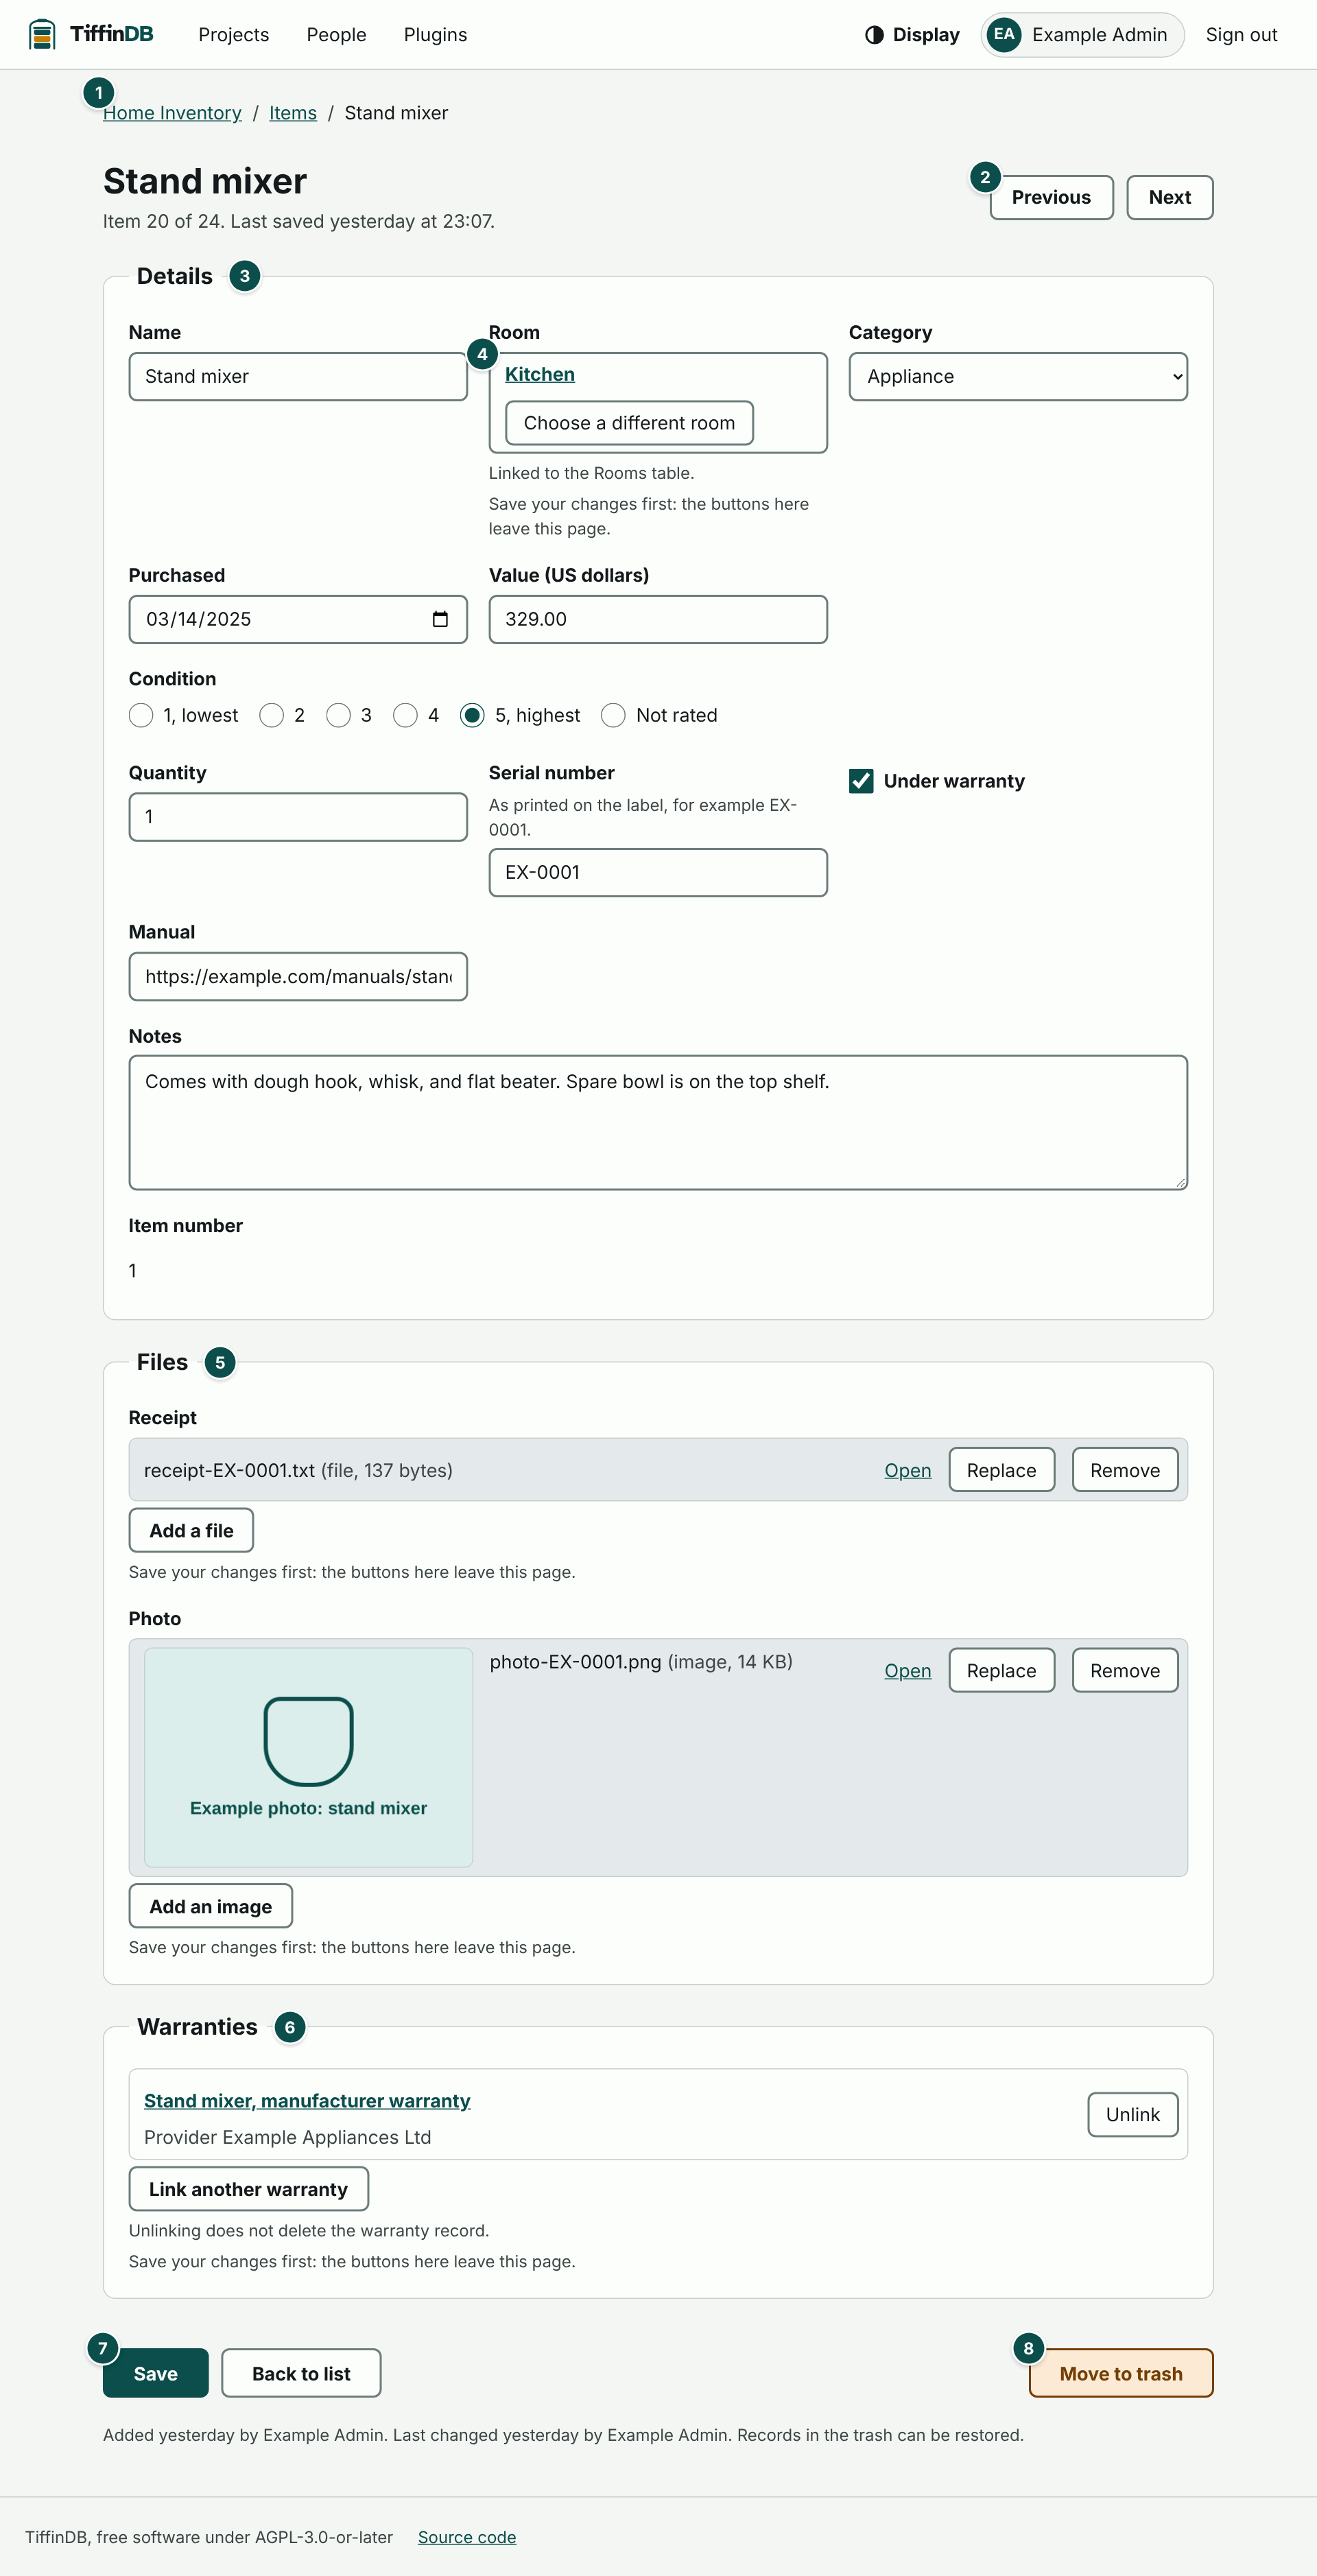 TiffinDB
Projects
People
Plugins
Display
EA
Example Admin
Sign out
1
Home Inventory / Items / Stand mixer
Stand mixer
Item 20 of 24. Last saved yesterday at 23:07.
2
Previous
Next
Details
3
Name
Stand mixer
4
Room
Kitchen
Choose a different room
Linked to the Rooms table.
Save your changes first: the buttons here
leave this page.
Category
Appliance
Purchased
03/14/2025
Value (US dollars)
329.00
Condition
1, lowest
2
3
4
5, highest
Not rated
Quantity
1
Serial number
As printed on the label, for example EX-
0001.
EX-0001
Under warranty
Manual
https://example.com/manuals/stan
Notes
Comes with dough hook, whisk, and flat beater. Spare bowl is on the top shelf.
Item number
1
Files
5
Receipt
receipt-EX-0001.txt (file, 137 bytes)
Open
Replace
Remove
Add a file
Save your changes first: the buttons here leave this page.
Photo
Example photo: stand mixer
photo-EX-0001.png (image, 14 KB)
Open
Replace
Remove
Add an image
Save your changes first: the buttons here leave this page.
Warranties
6
Stand mixer, manufacturer warranty
Provider Example Appliances Ltd
Unlink
Link another warranty
Unlinking does not delete the warranty record.
Save your changes first: the buttons here leave this page.
7
Save
Back to list
8
Move to trash
Added yesterday by Example Admin. Last changed yesterday by Example Admin. Records in the trash can be restored.
TiffinDB, free software under AGPL-3.0-or-later
Source code